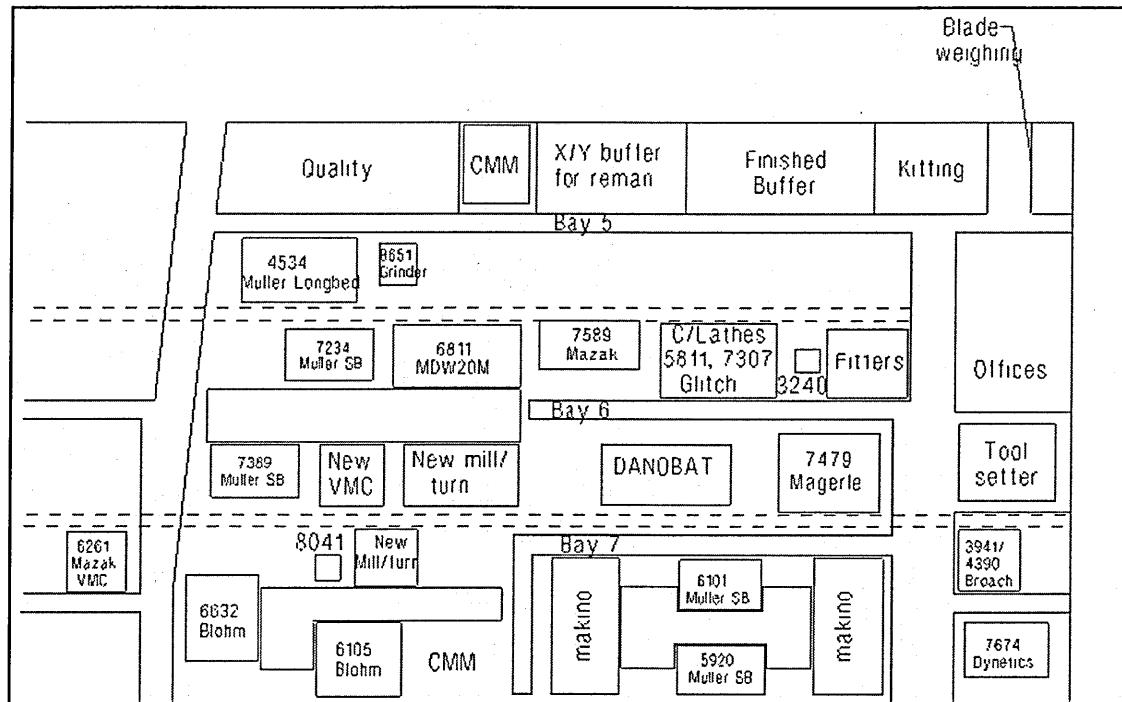 Blade-
weighing
Quality
CMM
X/Y buffer
for reman
Finished
Buffer
Kitting
Bay 5
4534
Muller Longbed
8651
Grinder
7234
Muller SB
6811
MDW20M
7589
Mazak
C/Lathes
5811, 7307
Glitch
3240
Fitters
Offices
Bay 6
7389
Muller SB
New
VMC
New mill/
turn
DANOBAT
7479
Magerle
Tool
setter
6261
Mazak
VMC
8041
New
Mill/turn
Bay 7
3941/
4390
Broach
6632
Blohm
6105
Blohm
CMM
makino
6101
Muller SB
5920
Muller SB
makino
7674
Dynetics